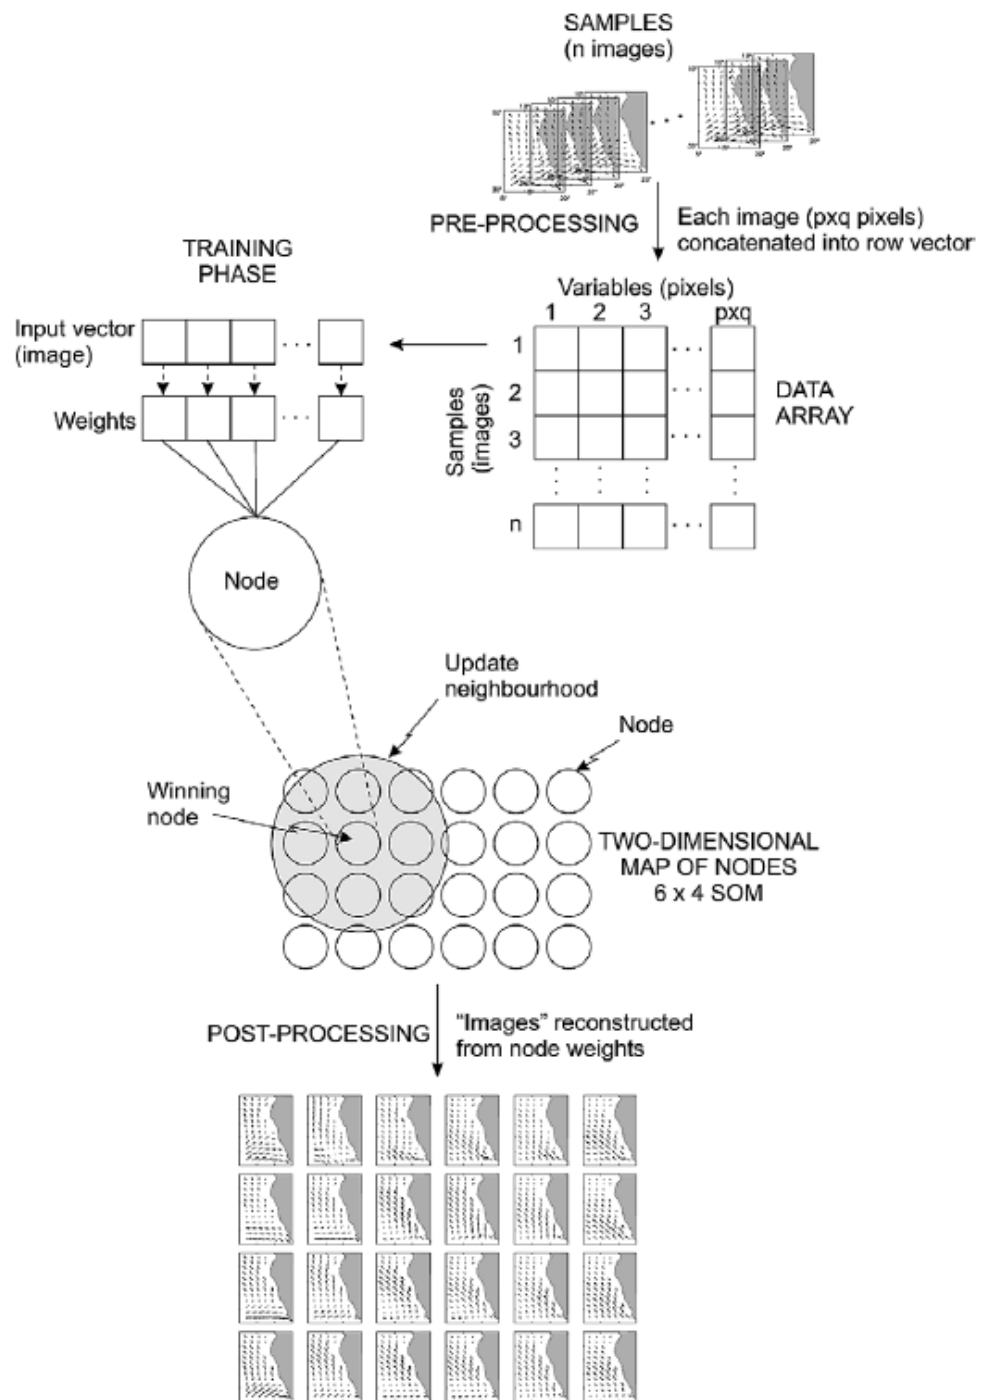 SAMPLES
(n images)
PRE-PROCESSING
Each image (pxq pixels)
concatenated into row vector
TRAINING
PHASE
Variables (pixels)
1 2 3 pxq
Input vector
(image)
Weights
Samples
(images)
1
2
3
n
DATA
ARRAY
Node
Update
neighbourhood
Node
Winning
node
TWO-DIMENSIONAL
MAP OF NODES
6 x 4 SOM
POST-PROCESSING
"Images" reconstructed
from node weights